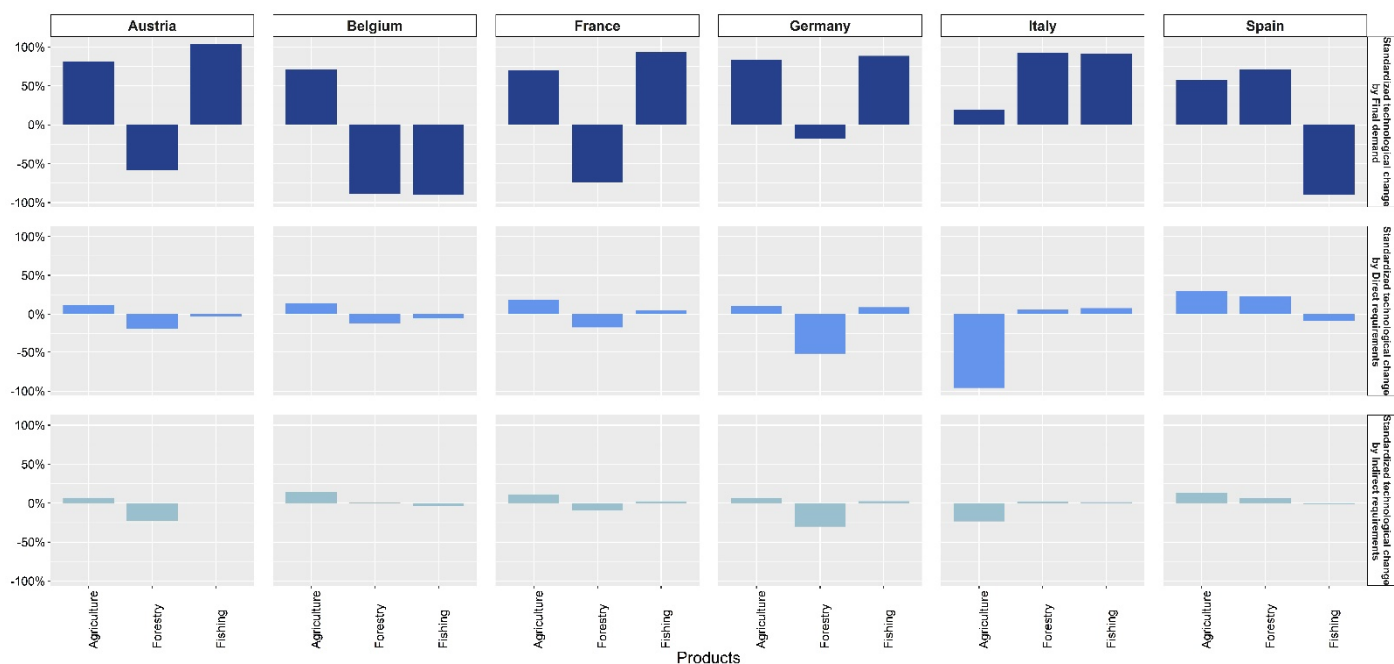 Austria Belgium France Germany Italy Spain
100%
50%
0%
-50%
-100%
Standardized technological change
by Final demand
100%
50%
0%
-50%
-100%
Standardized technological change
by Direct requirements
100%
50%
0%
-50%
-100%
Standardized technological change
by Indirect requirements
Agriculture Forestry Fishing Agriculture Forestry Fishing Agriculture Forestry Fishing Agriculture Forestry Fishing Agriculture Forestry Fishing Agriculture Forestry Fishing
Products